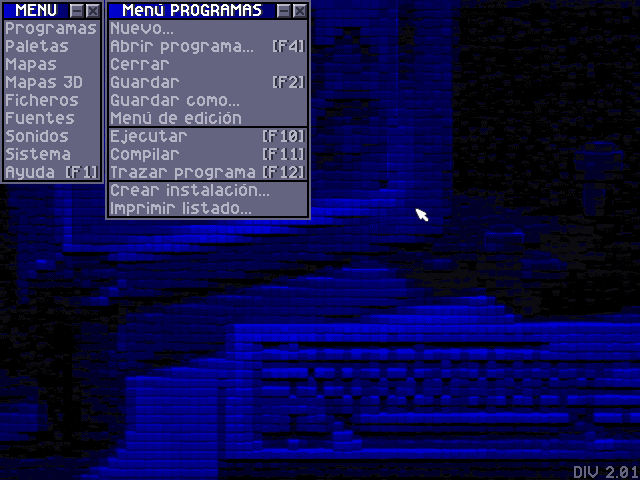 MENU
Programas
Paletas
Mapas
Mapas 3D
Ficheros
Fuentes
Sonidos
Sistema
Ayuda [F1]
Menú PROGRAMAS
Nuevo...
Abrir programa... [F4]
Cerrar
Guardar [F2]
Guardar como...
Menú de edición
Ejecutar [F10]
Compilar [F11]
Trazar programa [F12]
Crear instalación...
Imprimir listado...
DIV 2.01